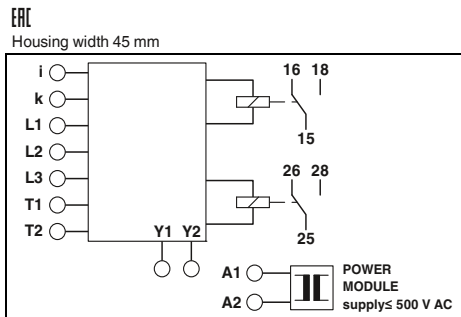 EAC
Housing width 45 mm
i
k
L1
L2
L3
T1
T2
Y1 Y2
16 18
15
26 28
25
A1
A2
POWER
MODULE
supply≤ 500 V AC